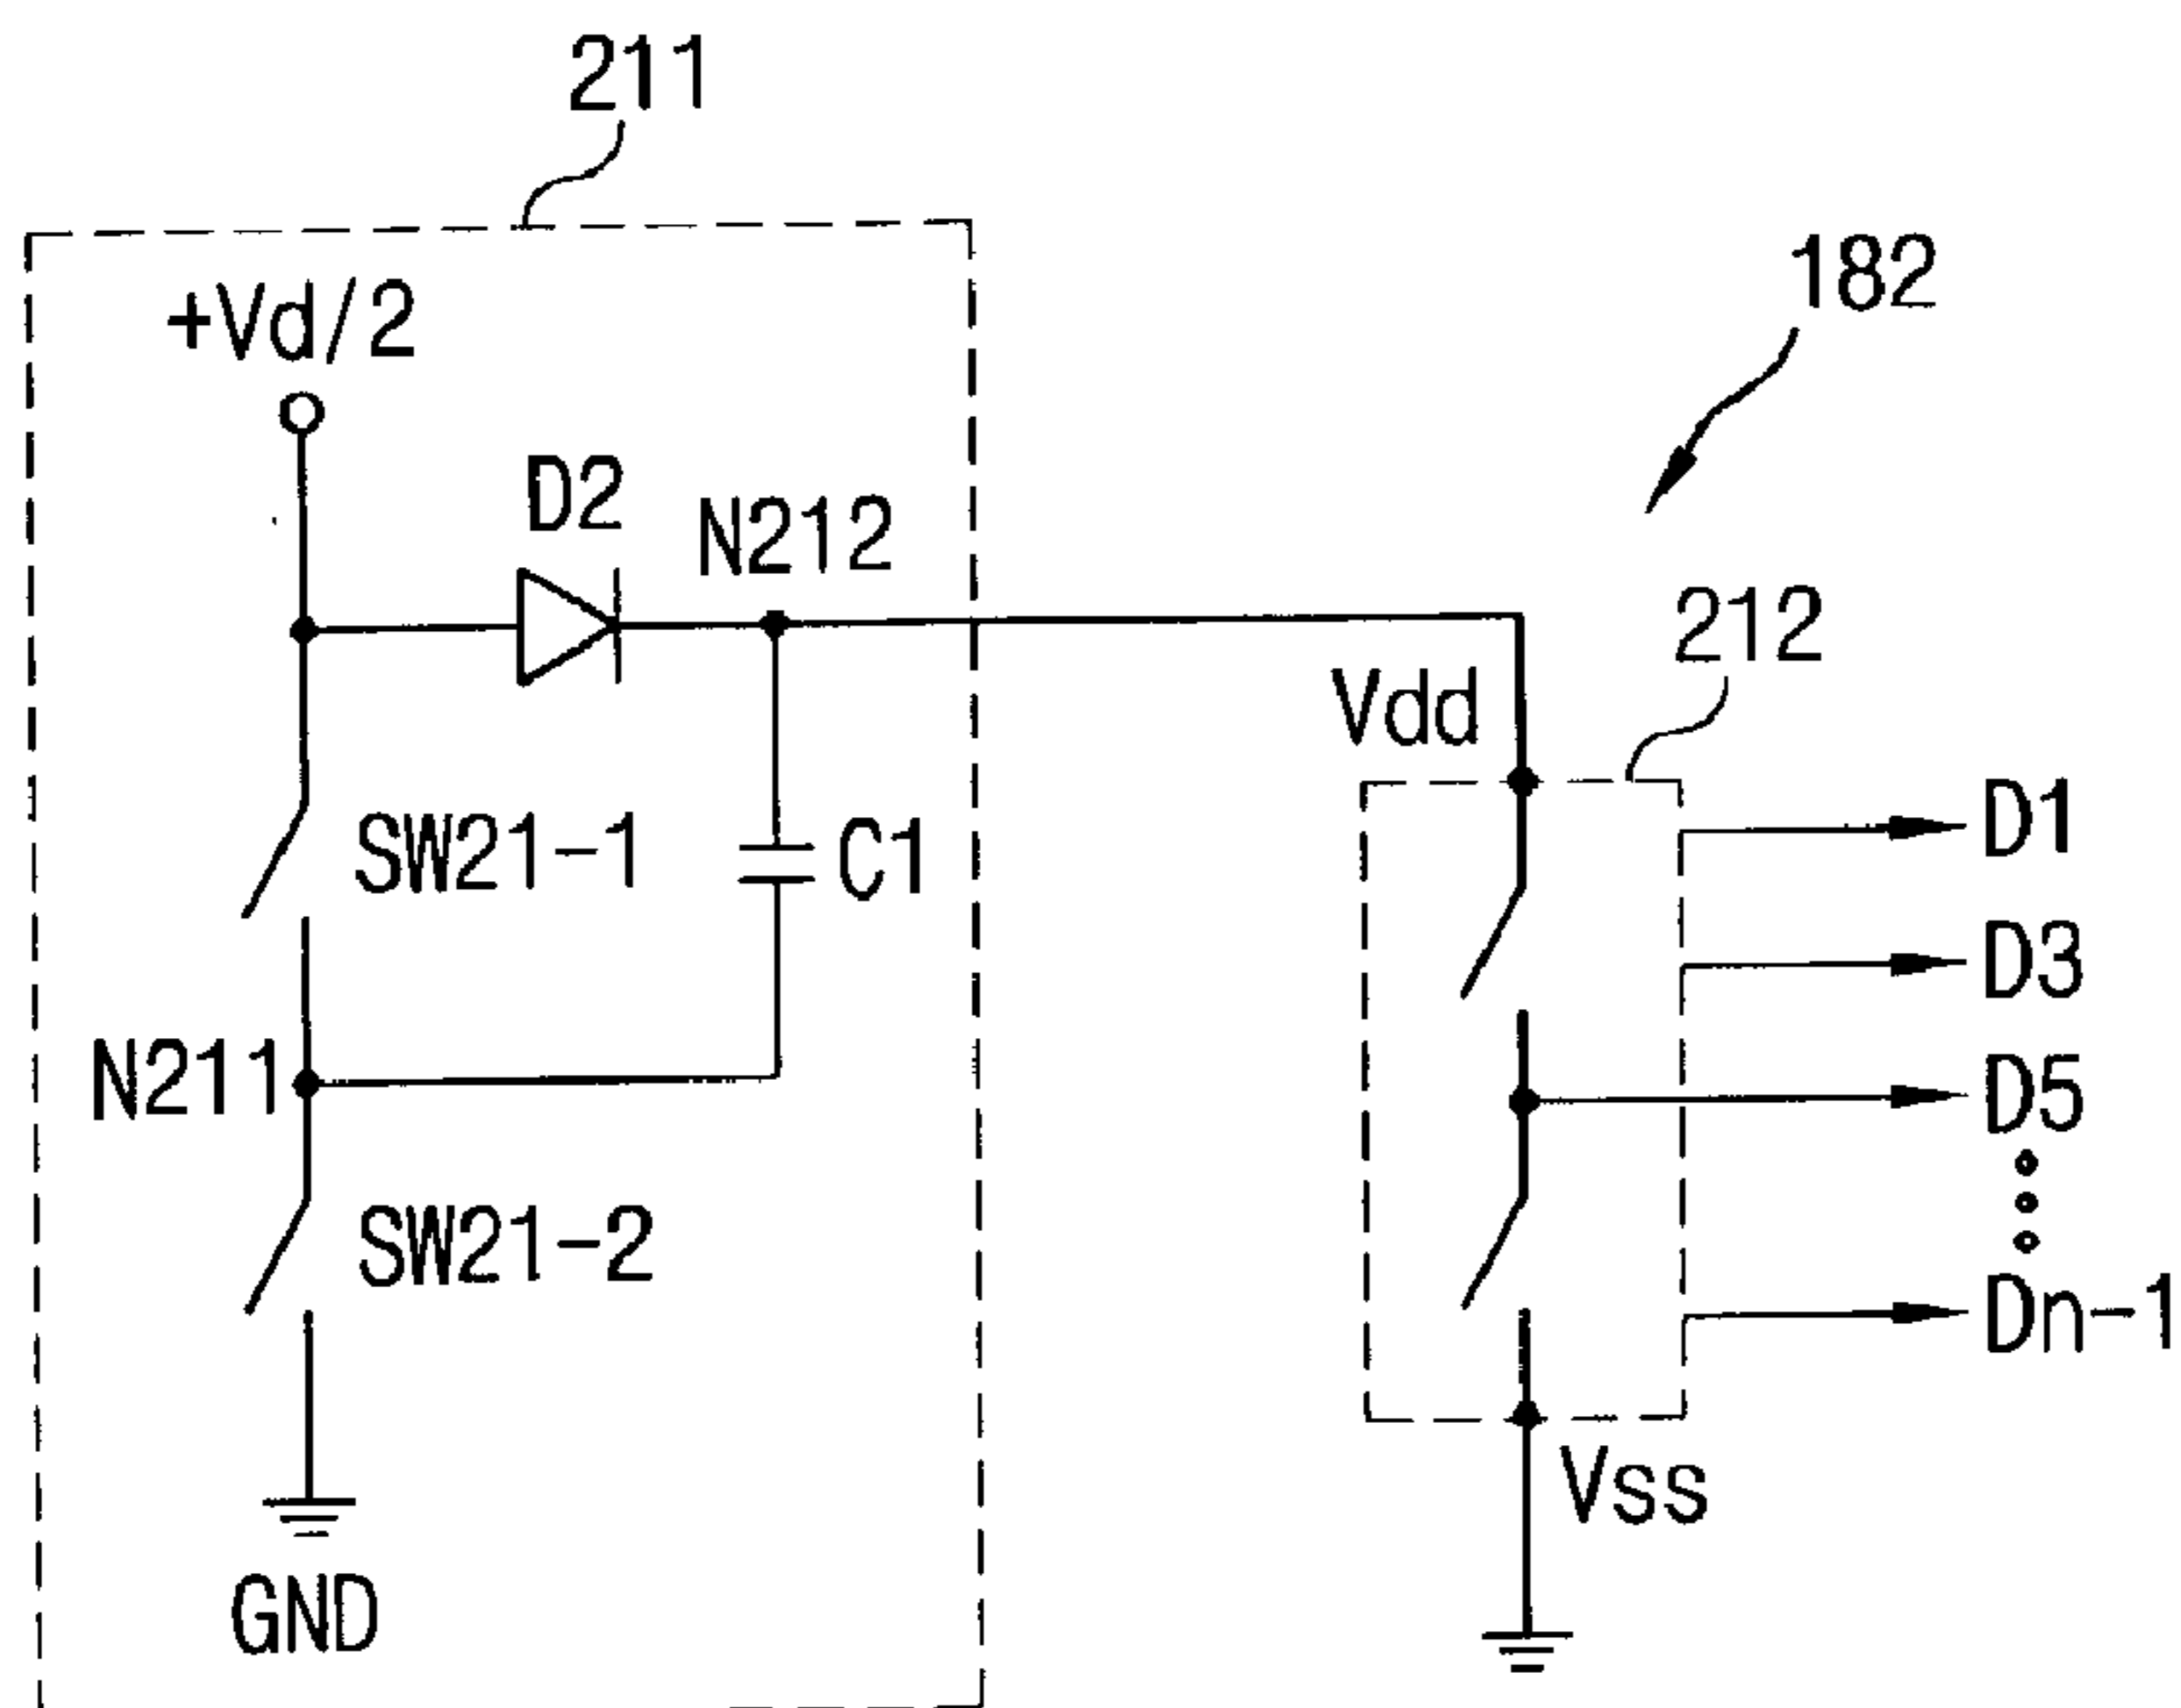 211
182
+Vd/2
D2
N212
212
Vdd
D1
SW21-1
C1
D3
N211
D5
SW21-2
Dn-1
Vss
GND